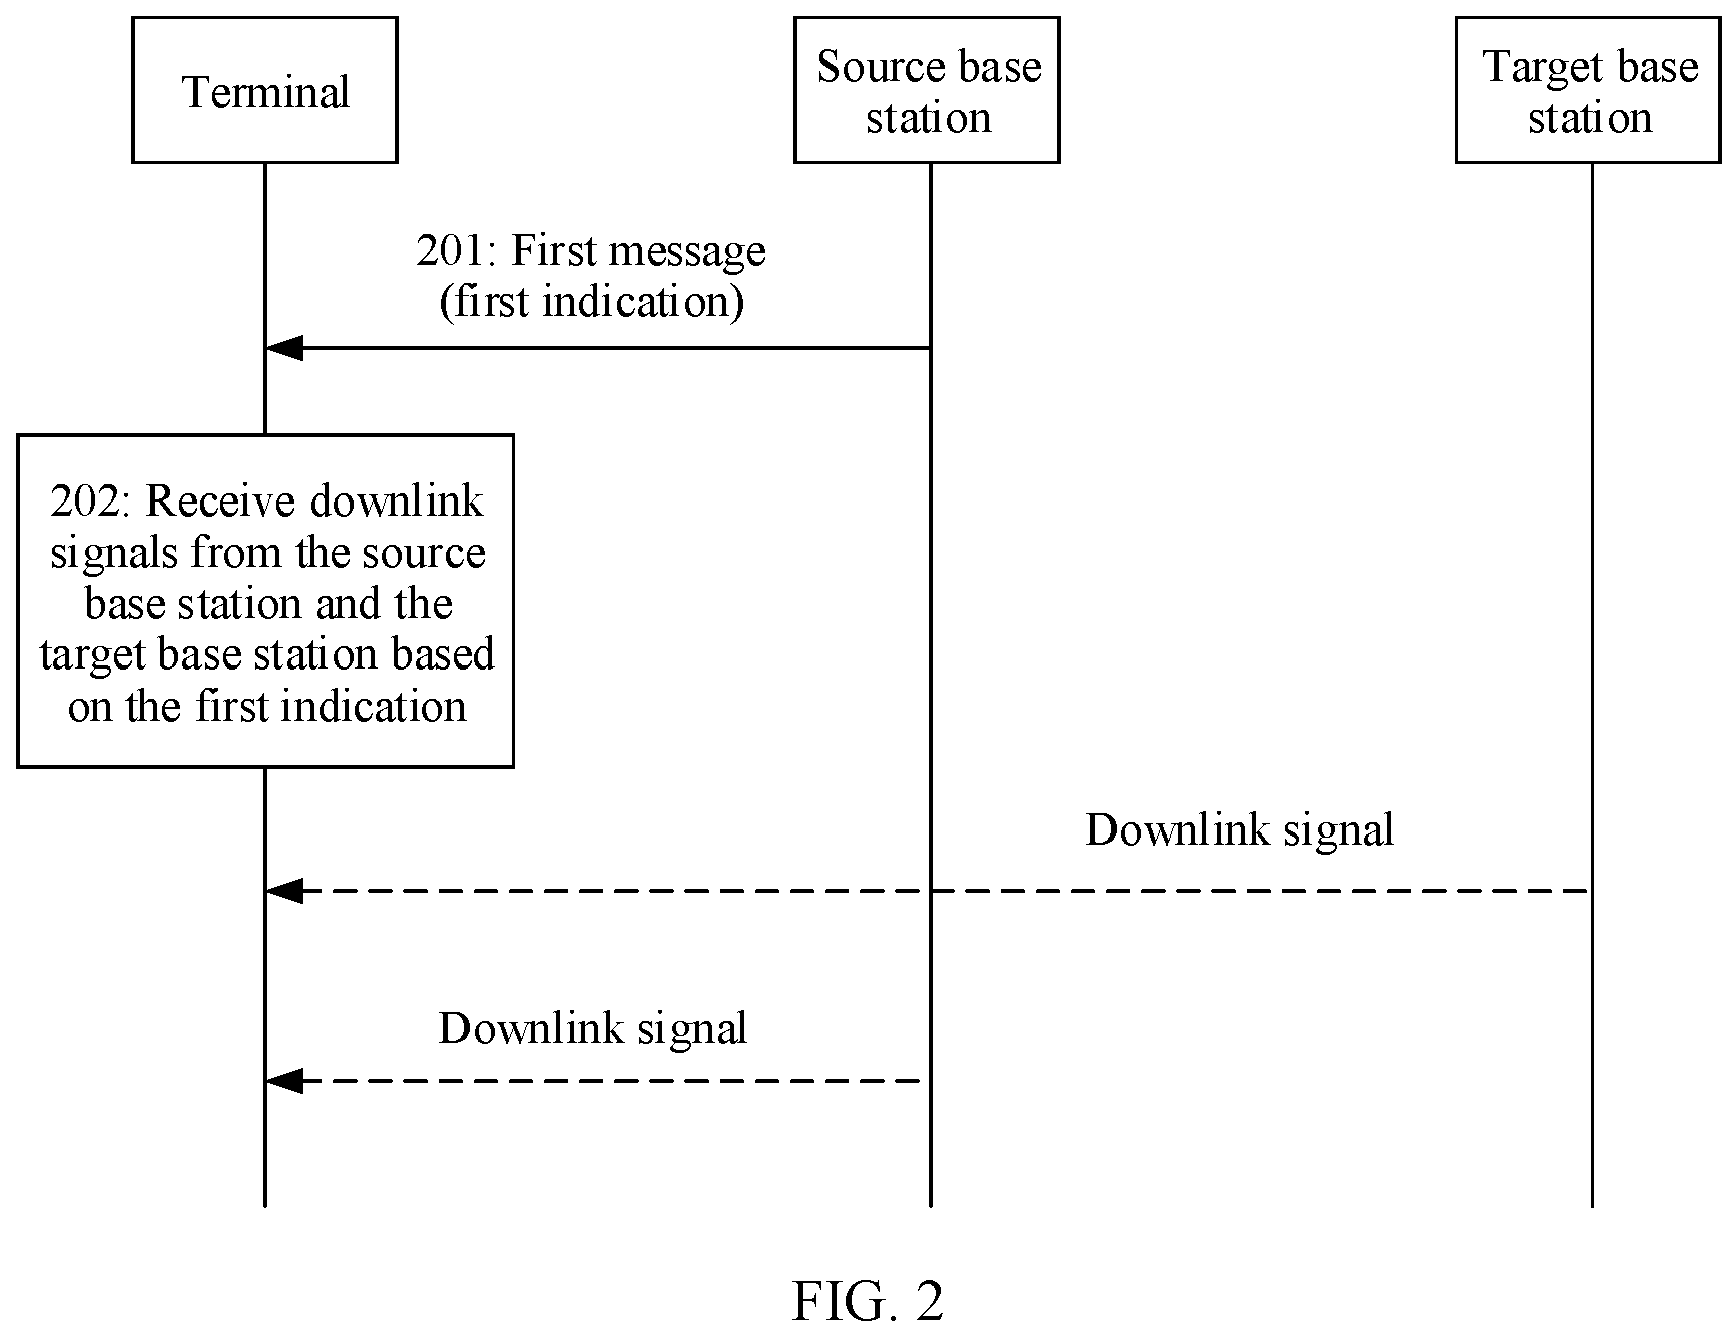 Terminal
Source base
station
Target base
station
201: First message
(first indication)
202: Receive downlink
signals from the source
base station and the
target base station based
on the first indication
Downlink signal
Downlink signal
FIG. 2